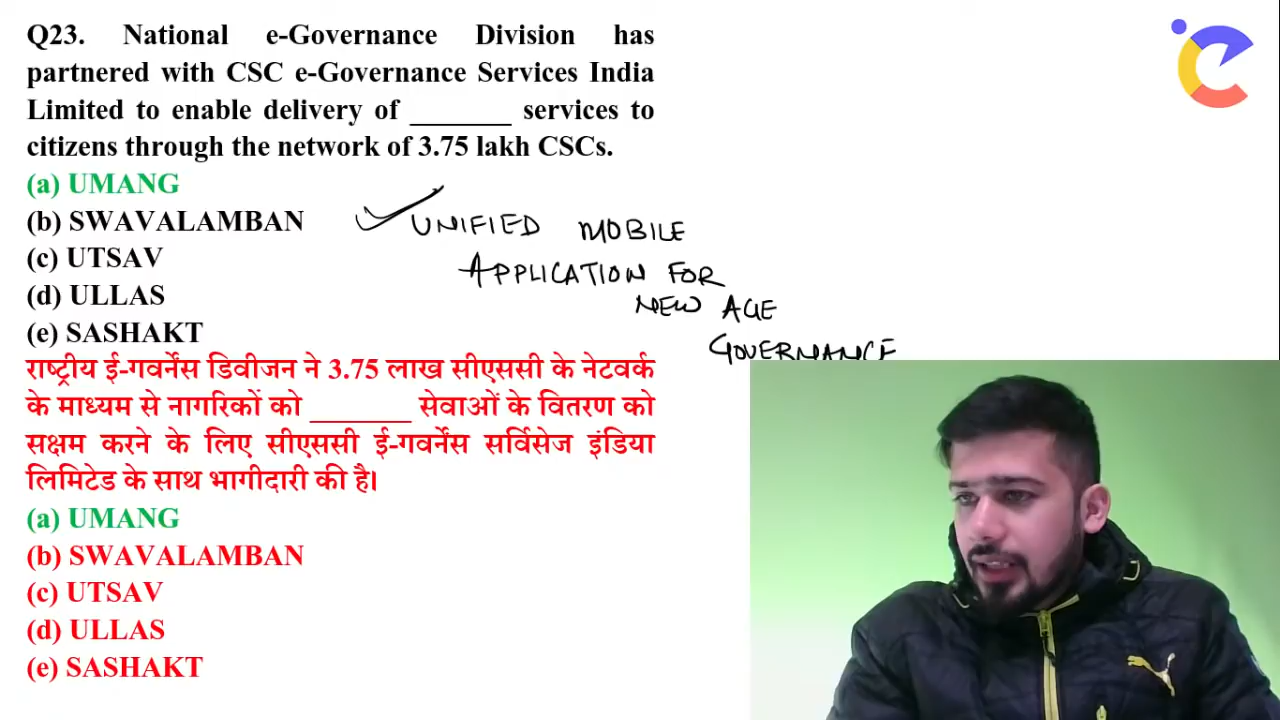 Q23. National e-Governance Division has
partnered with CSC e-Governance Services India
Limited to enable delivery of _______ services to
citizens through the network of 3.75 lakh CSCs.
(a) UMANG
(b) SWAVALAMBAN
(c) UTSAV
(d) ULLAS
(e) SASHAKT
UNIFIED MOBILE
APPLICATION FOR
NEW AGE
GOVERNANCE
राष्ट्रीय ई-गवर्नेंस डिवीजन ने 3.75 लाख सीएससी के नेटवर्क
के माध्यम से नागरिकों को _______ सेवाओं के वितरण को
सक्षम करने के लिए सीएससी ई-गवर्नेंस सर्विसेज इंडिया
लिमिटेड के साथ भागीदारी की है।
(a) UMANG
(b) SWAVALAMBAN
(c) UTSAV
(d) ULLAS
(e) SASHAKT